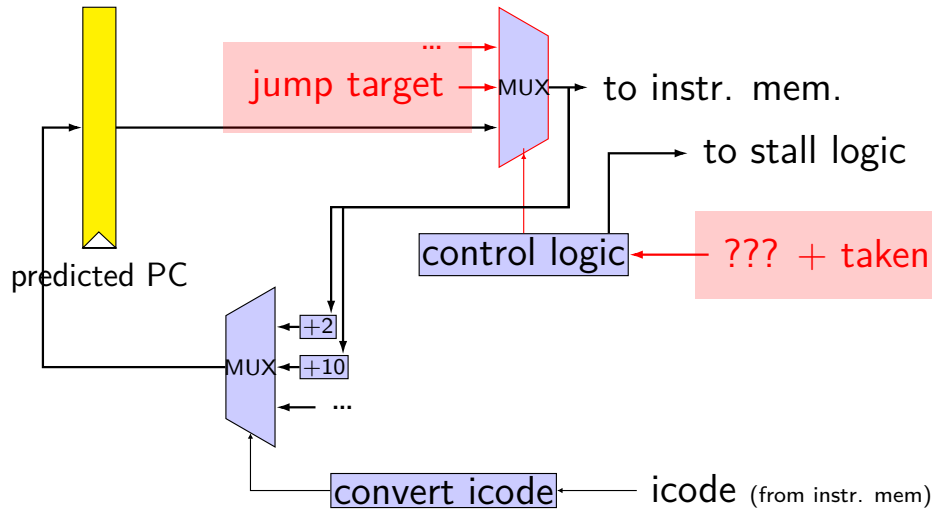 ...
jump target
MUX
to instr. mem.
to stall logic
control logic
??? + taken
predicted PC
+2
MUX
+10
...
convert icode
icode (from instr. mem)